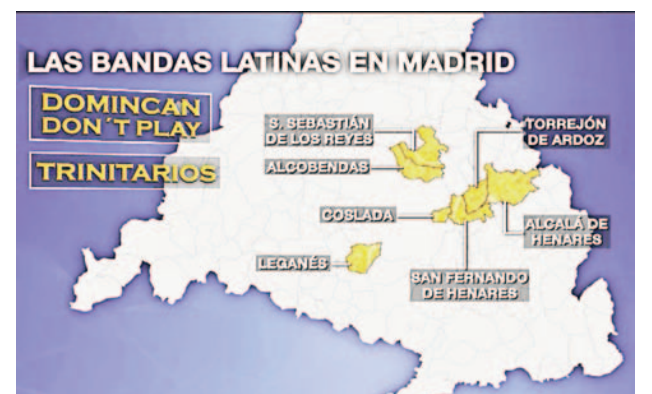 LAS BANDAS LATINAS EN MADRID
DOMINCAN
DON´T PLAY
TRINITARIOS
S. SEBASTIÁN
DE LOS REYES
ALCOBENDAS
COSLADA
LEGANÉS
TORREJÓN
DE ARDOZ
ALCALÁ DE
HENARES
SAN FERNANDO
DE HENARES